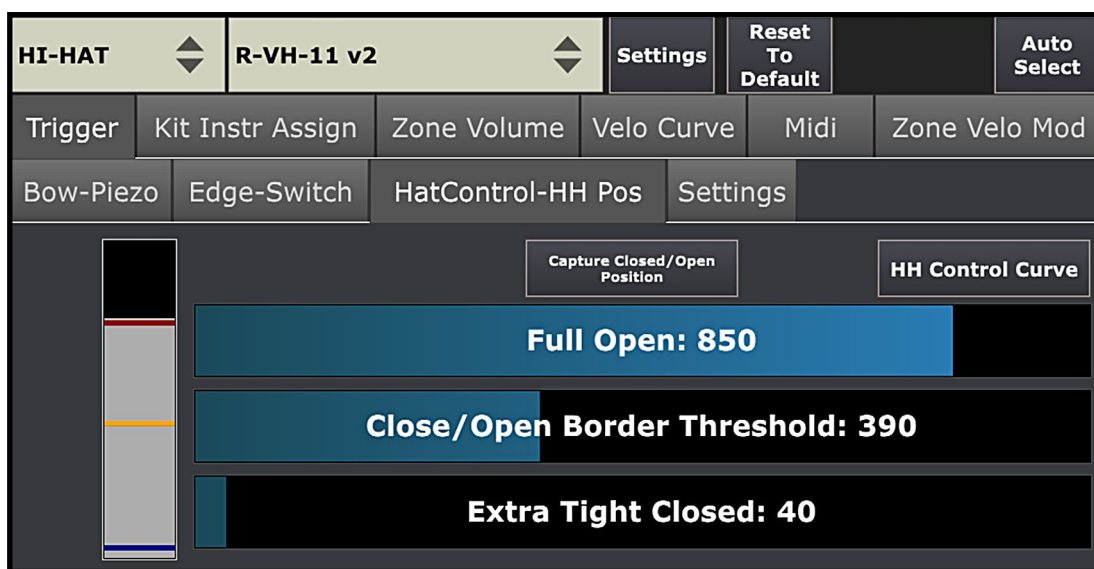 HI-HAT
R-VH-11 v2
Settings
Reset
To
Default
Auto
Select
Trigger
Kit Instr Assign
Zone Volume
Velo Curve
Midi
Zone Velo Mod
Bow-Piezo
Edge-Switch
HatControl-HH Pos
Settings
Capture Closed/Open
Position
HH Control Curve
Full Open: 850
Close/Open Border Threshold: 390
Extra Tight Closed: 40